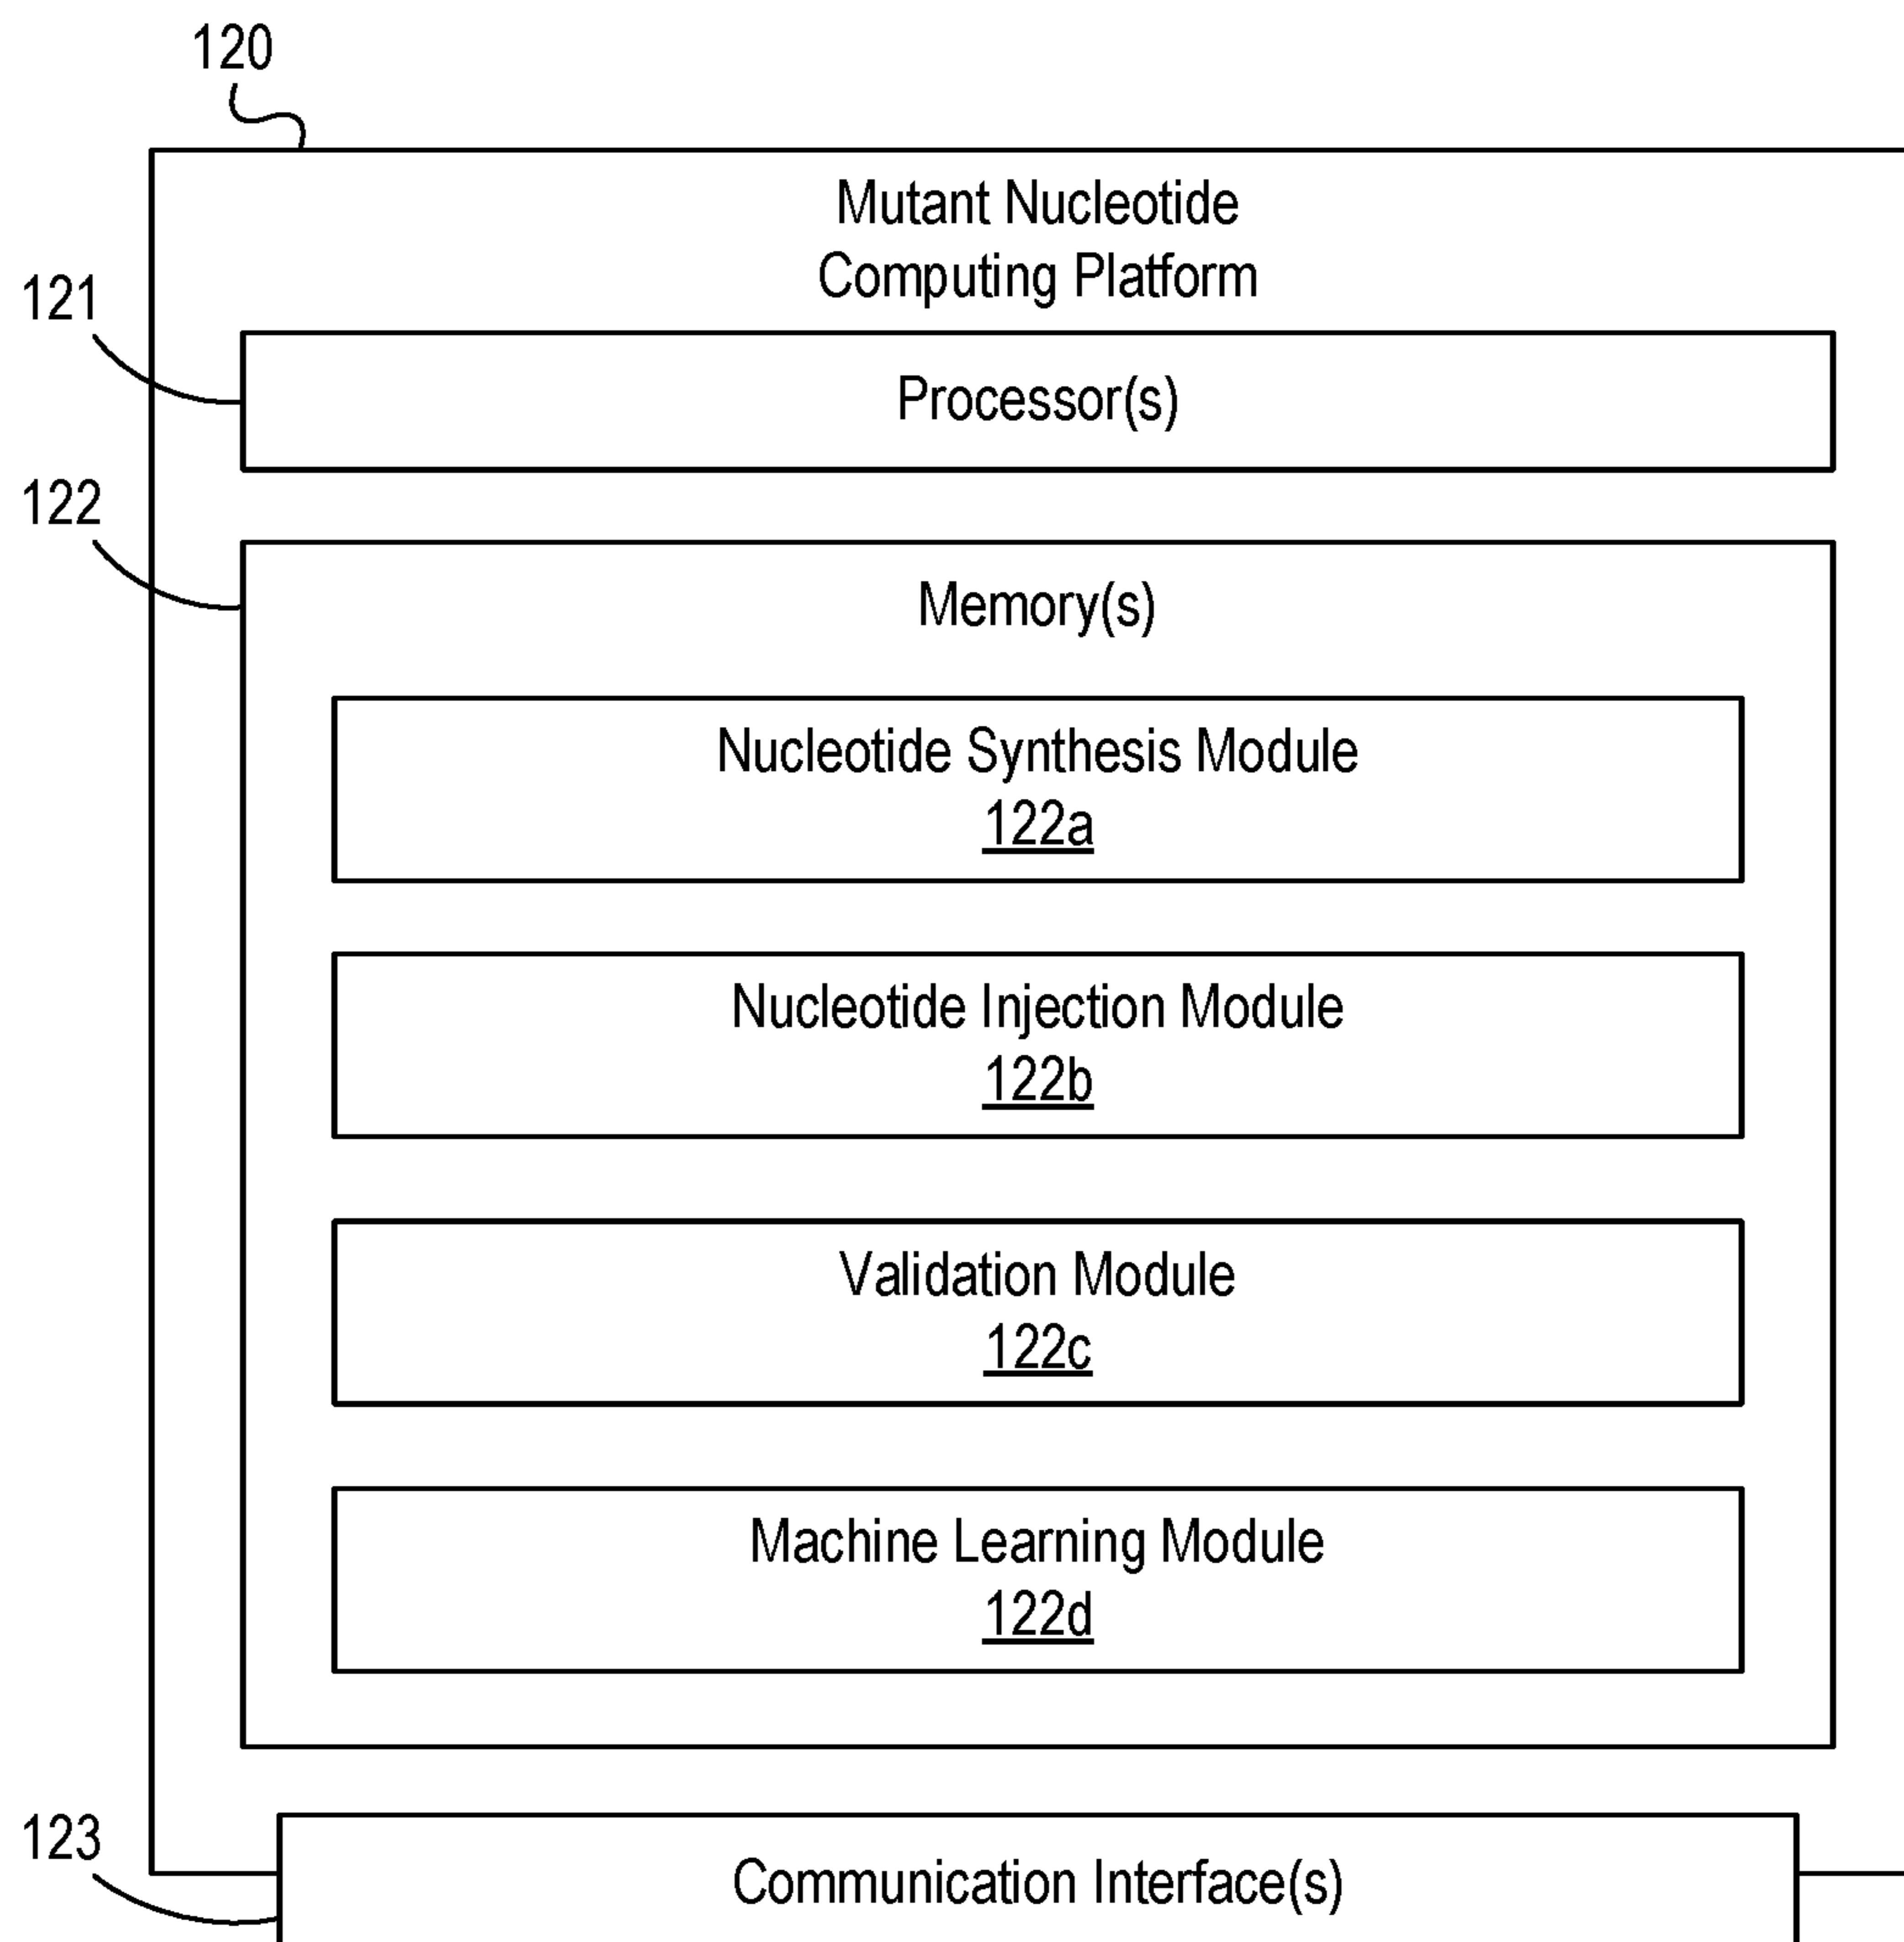 120
Mutant Nucleotide
Computing Platform
121
Processor(s)
122
Memory(s)
Nucleotide Synthesis Module
122a
Nucleotide Injection Module
122b
Validation Module
122c
Machine Learning Module
122d
123
Communication Interface(s)